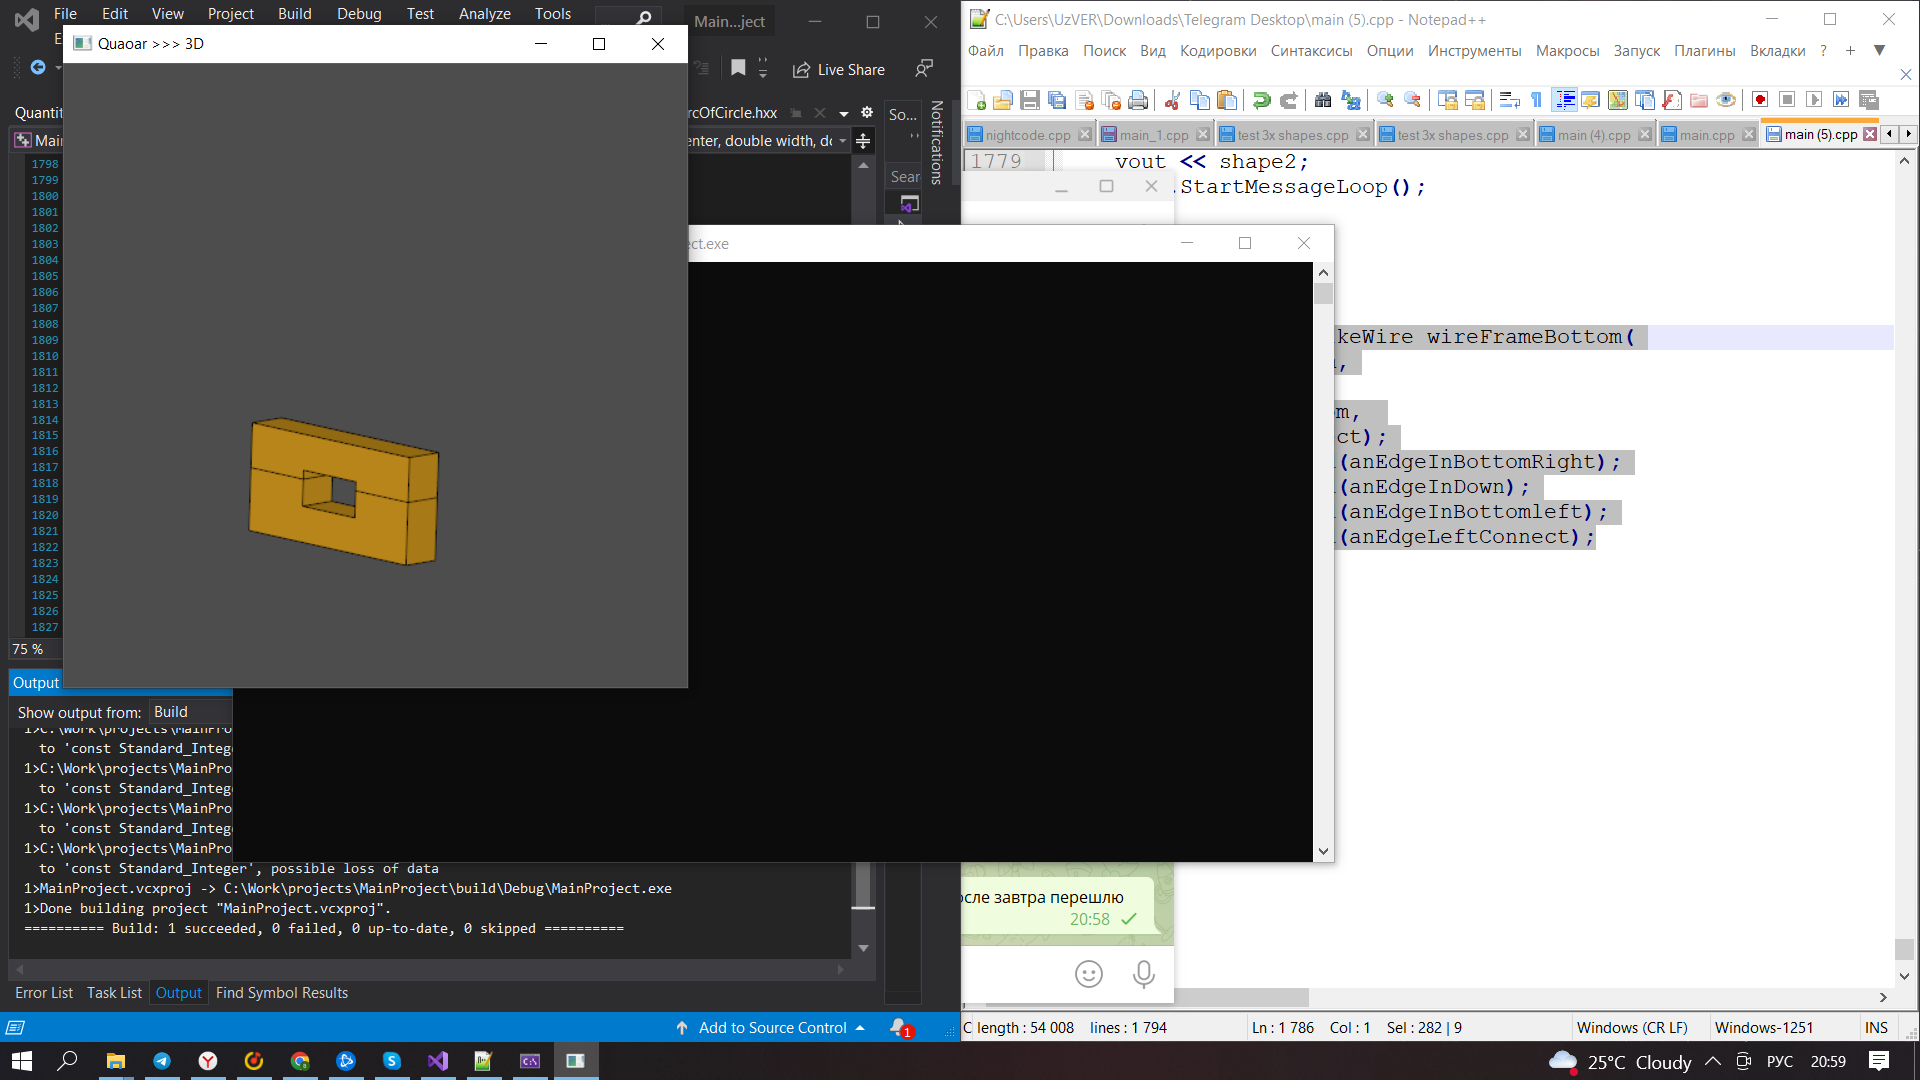 File Edit View Project Build Debug Test Analyze Tools
Main...ject
Quaoar >>> 3D
Live Share
Quantit
rcOfCircle.hxx
So...
Notifications
Mai
enter, double width, dc
Sear
1798
1799
1800
1801
1802
1803
1804
1805
1806
1807
1808
1809
1810
1811
1812
1813
1814
1815
1816
1817
1818
1819
1820
1821
1822
1823
1824
1825
1826
1827
75 %
Output
Show output from: Build
1>C:\Work\projects\MainPro
to 'const Standard_Intege
1>C:\Work\projects\MainPro
to 'const Standard_Intege
1>C:\Work\projects\MainPro
to 'const Standard_Intege
1>C:\Work\projects\MainPro
to 'const Standard_Integer', possible loss of data
1>MainProject.vcxproj -> C:\Work\projects\MainProject\build\Debug\MainProject.exe
1>Done building project "MainProject.vcxproj".
========== Build: 1 succeeded, 0 failed, 0 up-to-date, 0 skipped ==========
Error List Task List Output Find Symbol Results
Add to Source Control
1
ct.exe
C:\Users\UzVER\Downloads\Telegram Desktop\main (5).cpp - Notepad++
Файл Правка Поиск Вид Кодировки Синтаксисы Опции Инструменты Макросы Запуск Плагины Вкладки ? +
nightcode.cpp main_1.cpp test 3x shapes.cpp test 3x shapes.cpp main (4).cpp main.cpp main (5).cpp
1779 vout << shape2;
.StartMessageLoop();
keWire wireFrameBottom(
,
om,
ct);
(anEdgeInBottomRight);
(anEdgeInDown);
(anEdgeInBottomleft);
(anEdgeLeftConnect);
осле завтра перешлю
20:58
C length : 54 008 lines : 1 794 Ln : 1 786 Col : 1 Sel : 282 | 9 Windows (CR LF) Windows-1251 INS
25°C Cloudy РУС 20:59